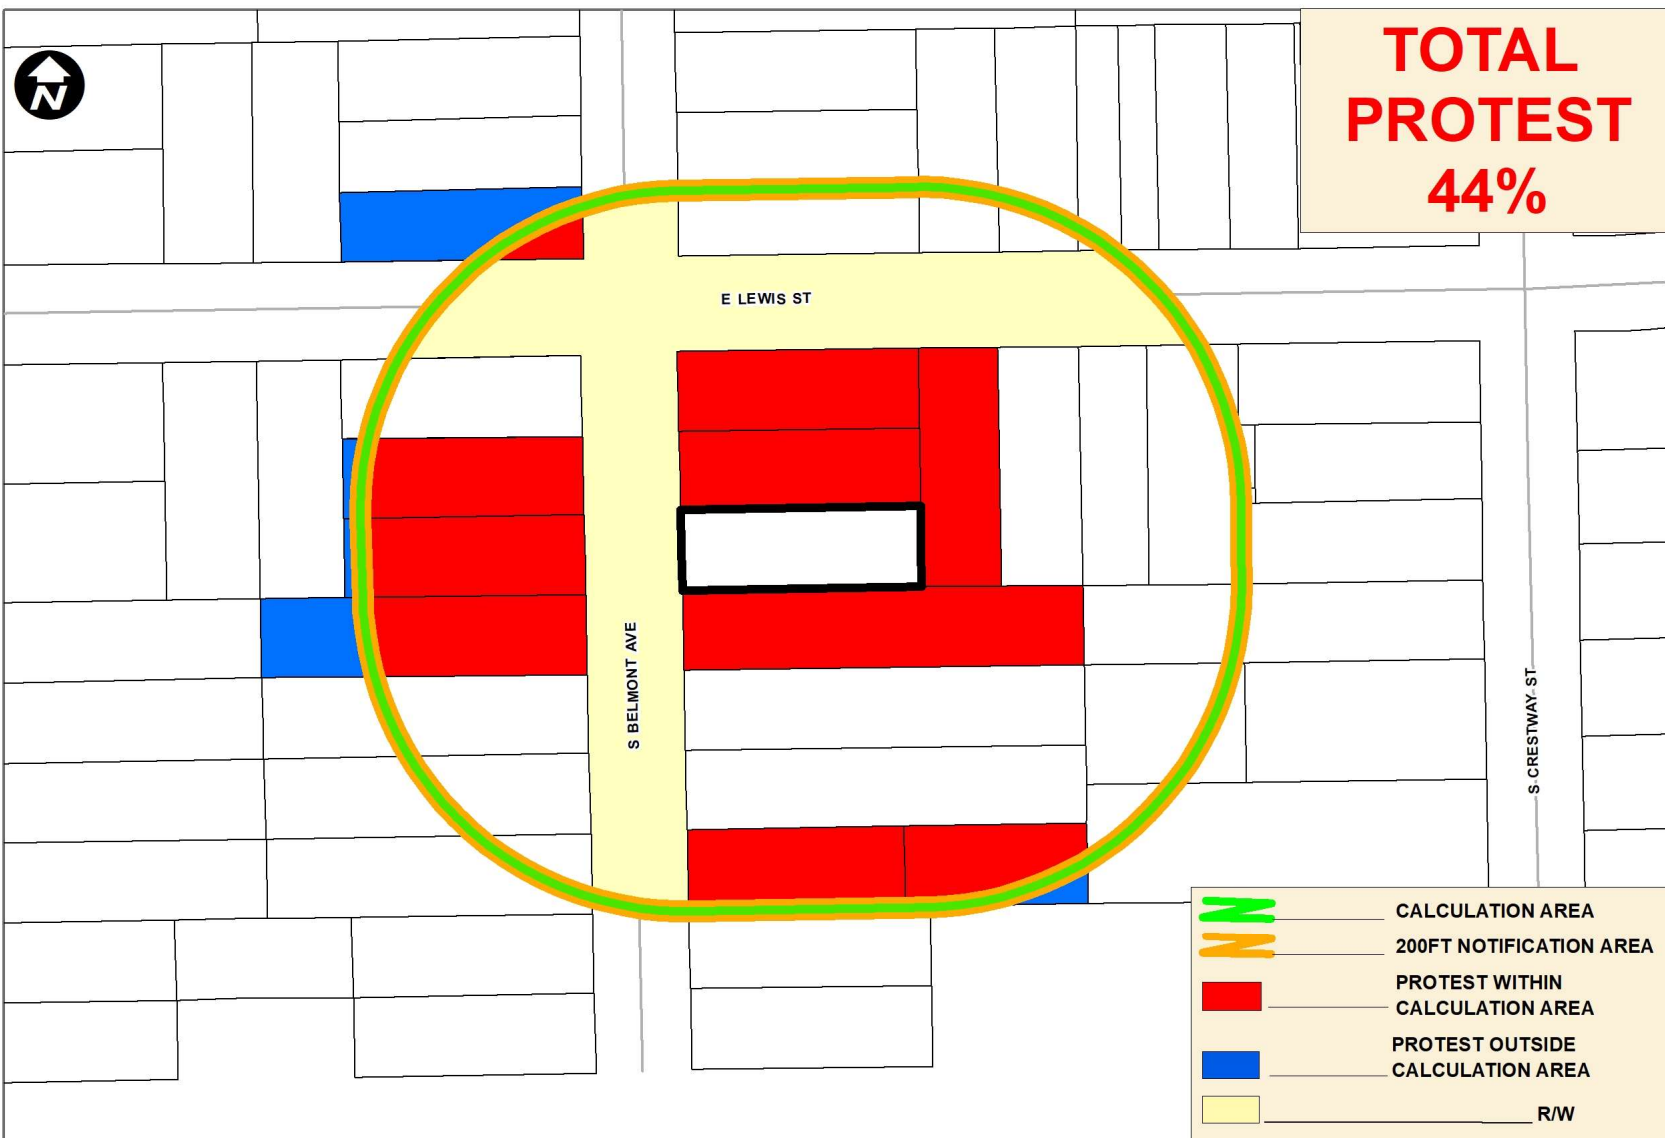 TOTAL
PROTEST
44%
N
E LEWIS ST
S BELMONT AVE
S CRESTWAY ST
CALCULATION AREA
200FT NOTIFICATION AREA
PROTEST WITHIN
CALCULATION AREA
PROTEST OUTSIDE
CALCULATION AREA
R/W